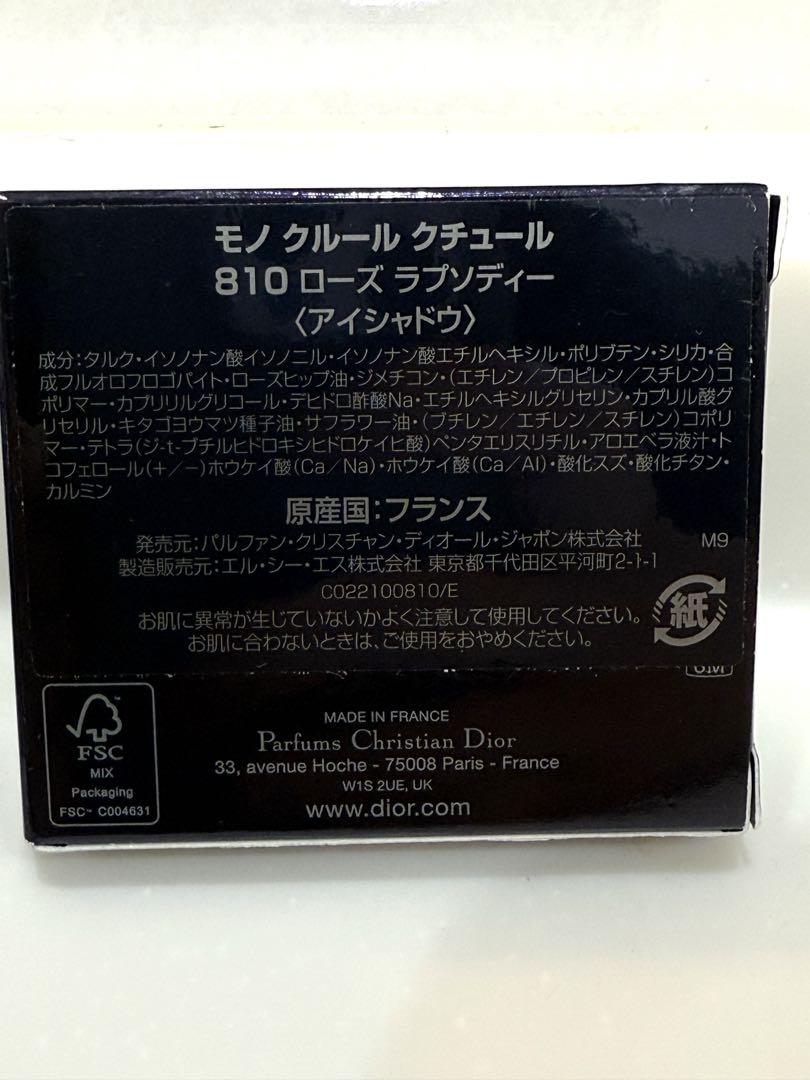 モノ クルール クチュール
810 ローズ ラプソディー
〈アイシャドウ〉
成分:タルク・イソノナン酸イソノニル・イソノナン酸エチルヘキシル・ポリブテン・シリカ・合
成フルオロフロゴパイト・ローズヒップ油・ジメチコン・(エチレン/プロピレン/スチレン)コ
ポリマー・カプリリルグリコール・デヒドロ酢酸Na・エチルヘキシルグリセリン・カプリル酸グ
リセリル・キタゴヨウマツ種子油・サフラワー油・(ブチレン/エチレン/スチレン)コポリ
マー・テトラ(ジ-t-ブチルヒドロキシヒドロケイヒ酸)ペンタエリスリチル・アロエベラ液汁・ト
コフェロール(+/-)ホウケイ酸(Ca/Na)・ホウケイ酸(Ca/Al)・酸化スズ・酸化チタン・
カルミン
原産国:フランス
発売元:パルファン・クリスチャン・ディオール・ジャポン株式会社 M9
製造販売元:エル・シー・エス株式会社 東京都千代田区平河町2-1-1
C022100810/E
お肌に異常が生じていないかよく注意して使用してください。
お肌に合わないときは、ご使用をおやめください。
紙
MADE IN FRANCE
Parfums Christian Dior
33, avenue Hoche - 75008 Paris - France
W1S 2UE, UK
www.dior.com
FSC
MIX
Packaging
FSC™ C004631